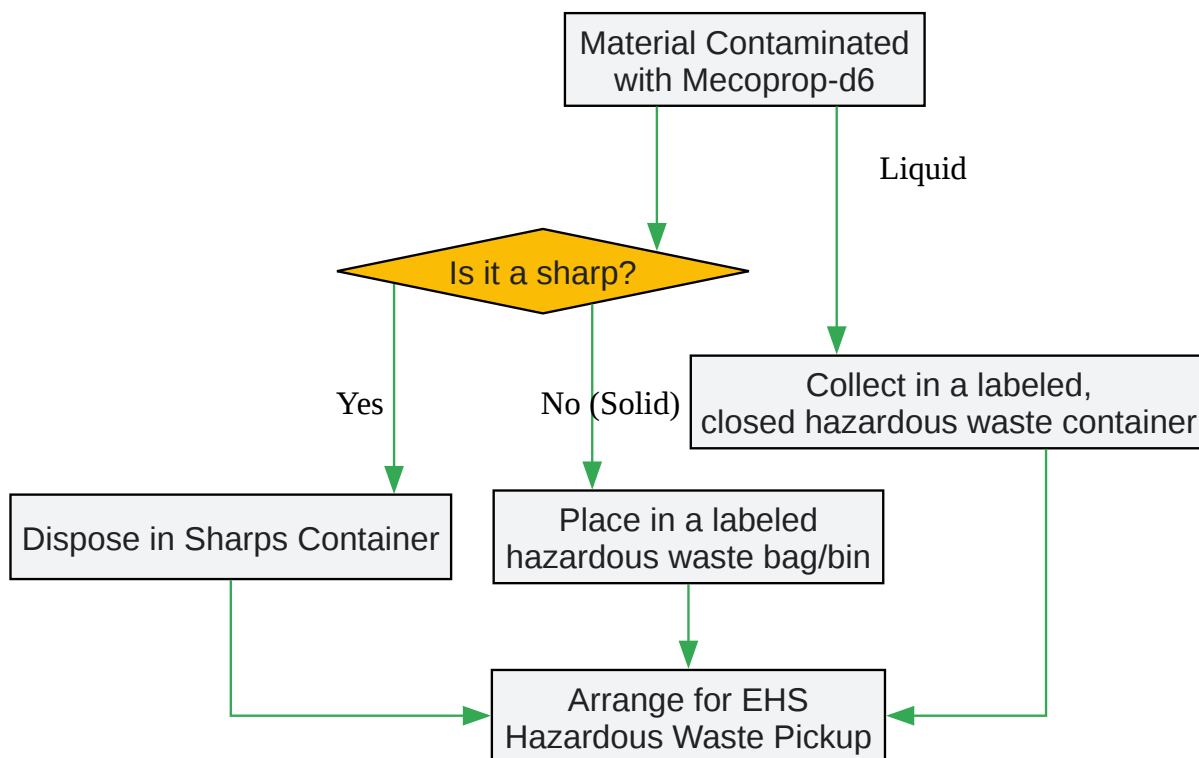 Material Contaminated
with Mecoprop-d6
Liquid
Is it a sharp?
Yes
No (Solid)
Collect in a labeled,
closed hazardous waste container
Dispose in Sharps Container
Place in a labeled
hazardous waste bag/bin
Arrange for EHS
Hazardous Waste Pickup